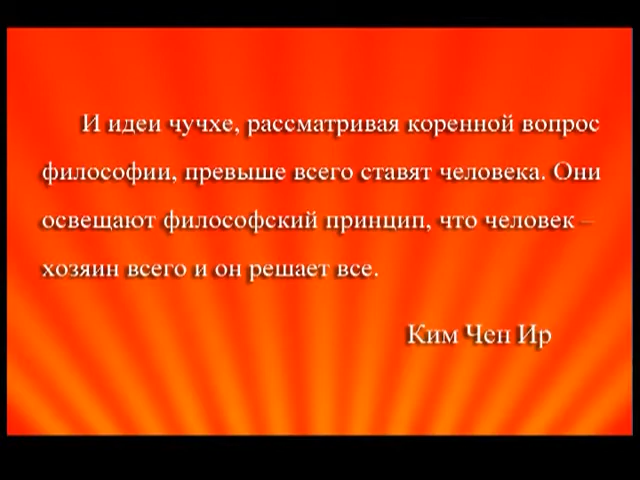 И идеи чучхе, рассматривая коренной вопрос
философии, превыше всего ставят человека. Они
освещают философский принцип, что человек –
хозяин всего и он решает все.
Ким Чен Ир